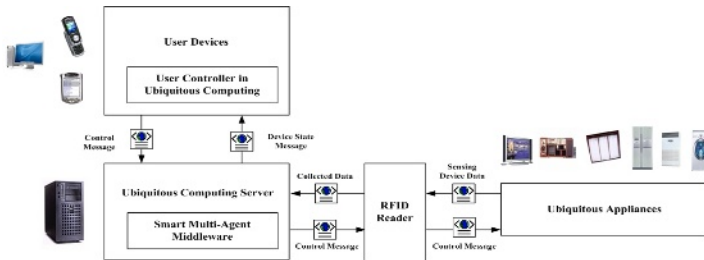 User Devices
User Controller in
Ubiquitous Computing
Control
Message
Device State
Message
Ubiquitous Computing Server
Smart Multi-Agent
Middleware
Collected Data
Control Message
RFID
Reader
Sensing
Device Data
Control Message
Ubiquitous Appliances